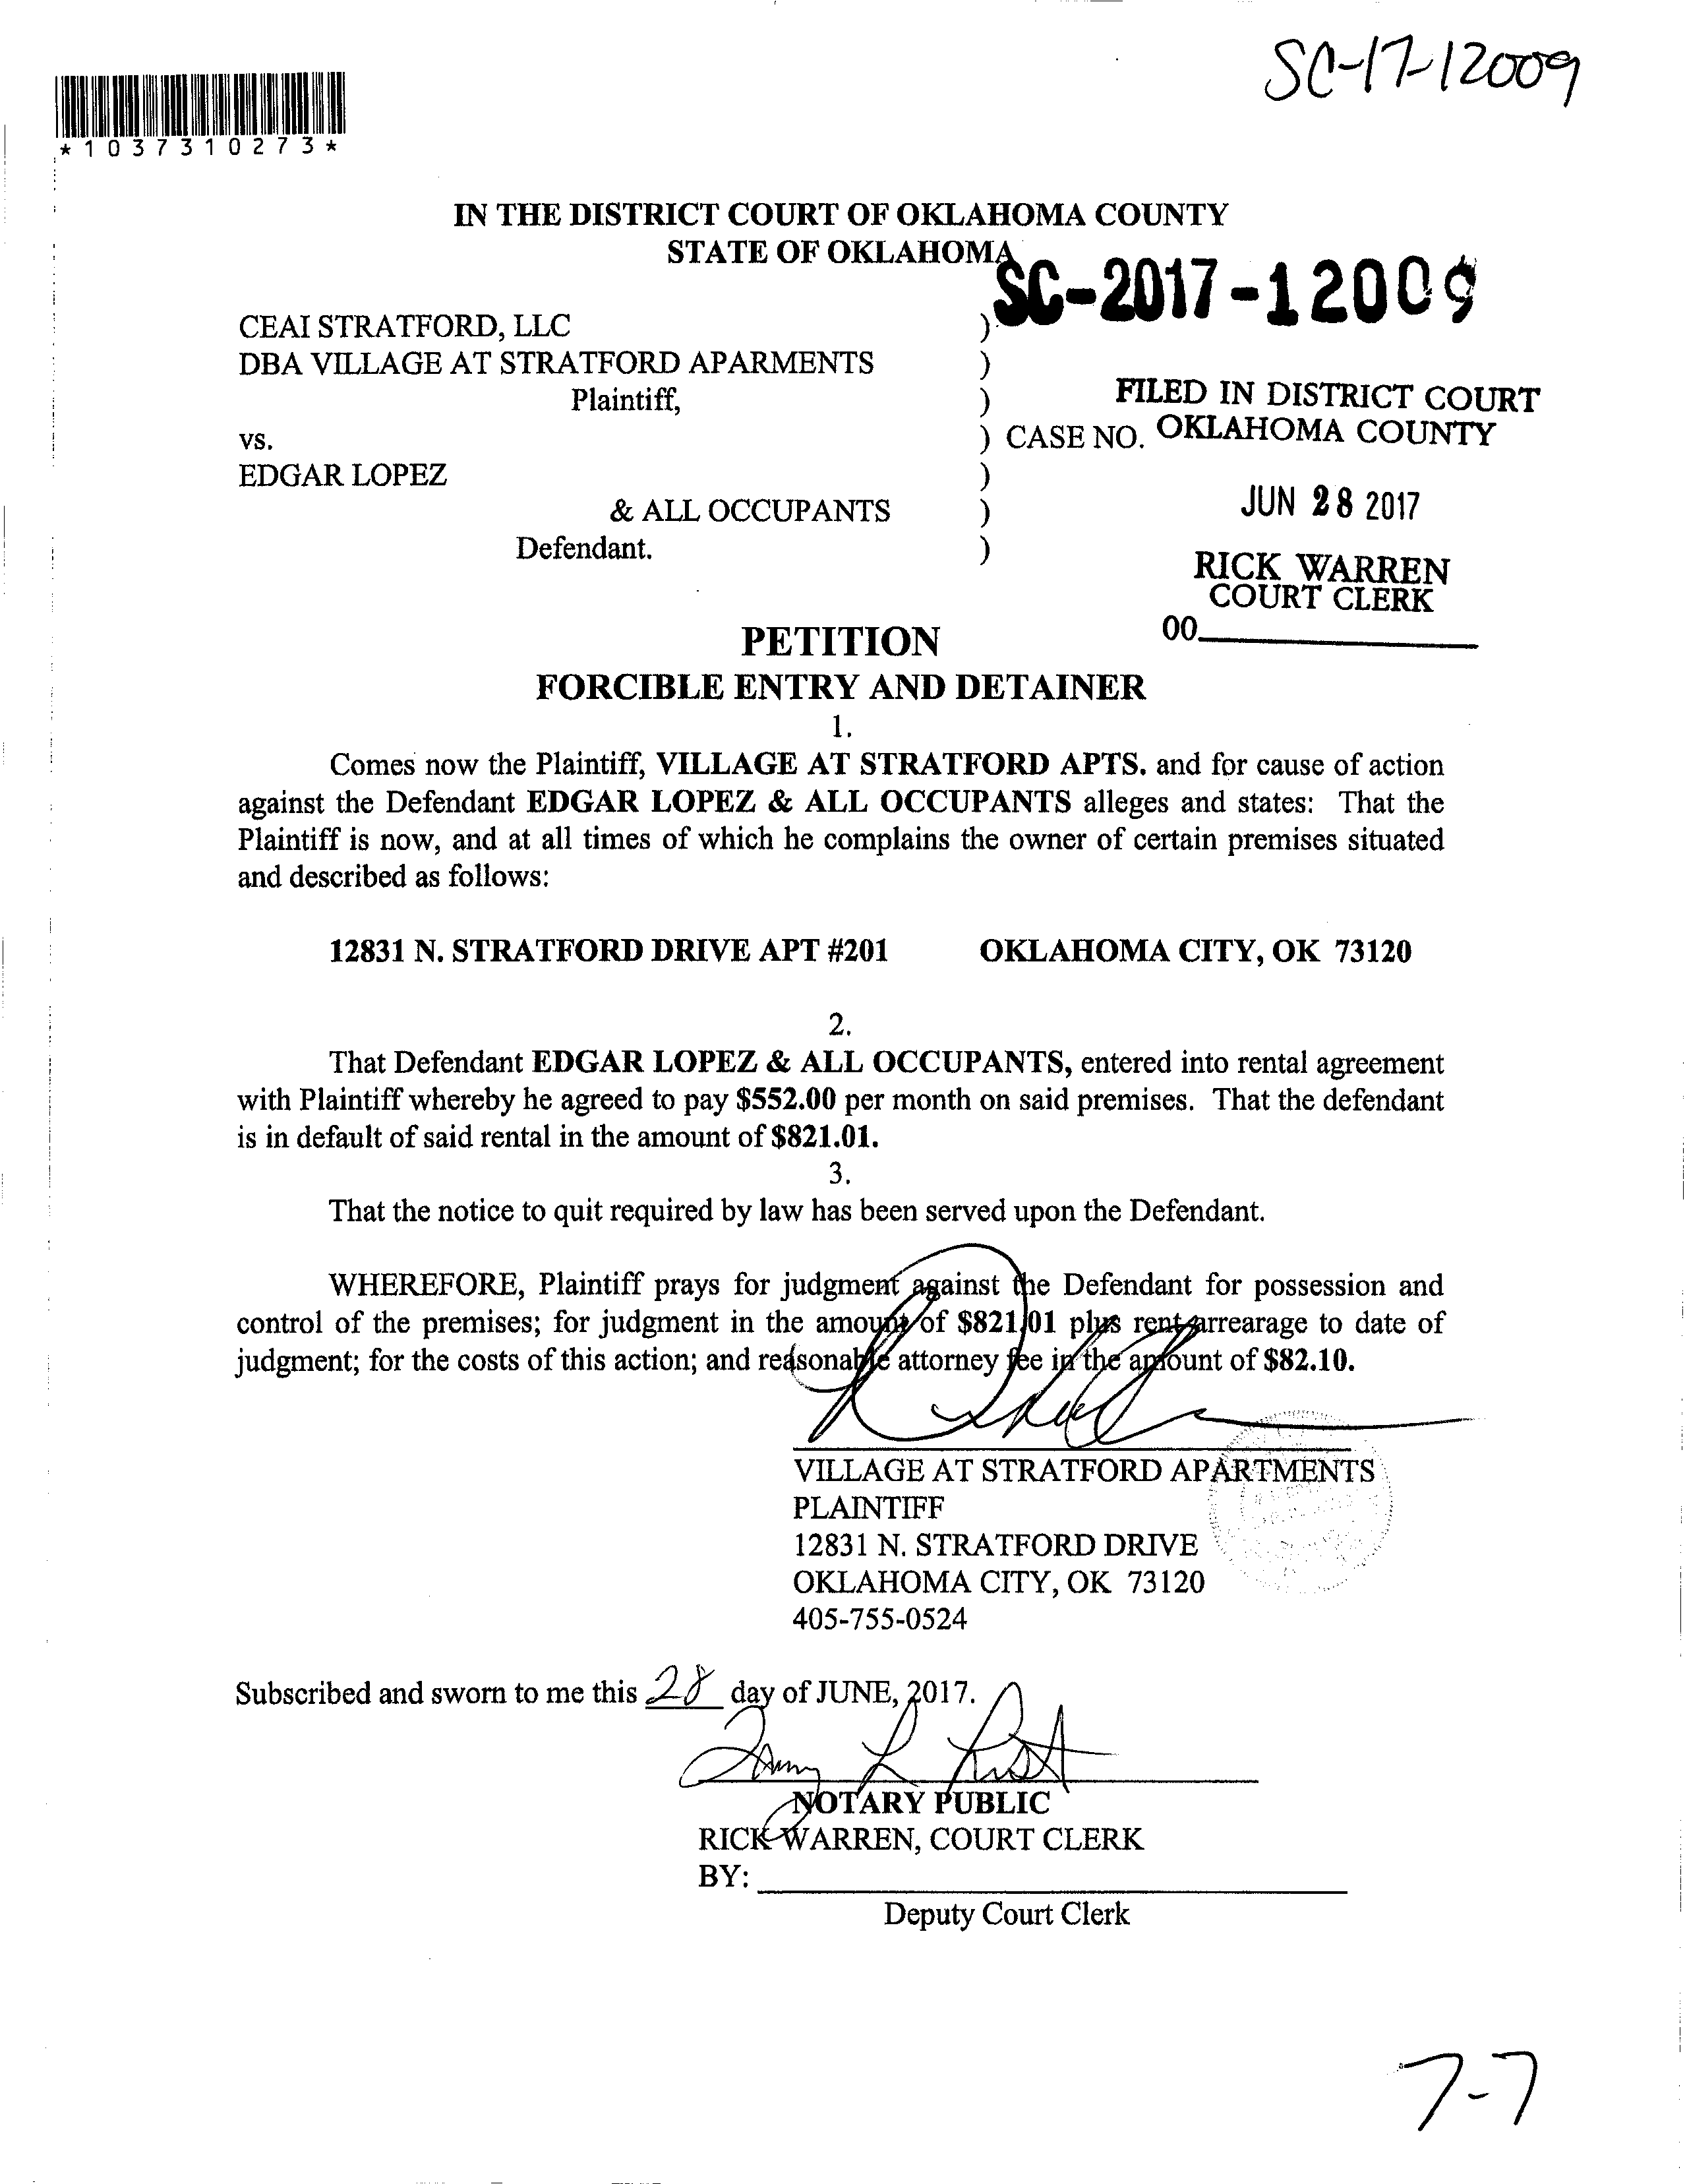 SC-17-12009
*1037310273*
IN THE DISTRICT COURT OF OKLAHOMA COUNTY
STATE OF OKLAHOMA
SC-2017-12009
CEAI STRATFORD, LLC )
DBA VILLAGE AT STRATFORD APARMENTS )
Plaintiff, )
FILED IN DISTRICT COURT
vs. ) CASE NO. OKLAHOMA COUNTY
EDGAR LOPEZ )
& ALL OCCUPANTS ) JUN 28 2017
Defendant. )
RICK WARREN
COURT CLERK
00
PETITION
FORCIBLE ENTRY AND DETAINER
1.
Comes now the Plaintiff, VILLAGE AT STRATFORD APTS. and for cause of action
against the Defendant EDGAR LOPEZ & ALL OCCUPANTS alleges and states: That the
Plaintiff is now, and at all times of which he complains the owner of certain premises situated
and described as follows:
12831 N. STRATFORD DRIVE APT #201 OKLAHOMA CITY, OK 73120
2.
That Defendant EDGAR LOPEZ & ALL OCCUPANTS, entered into rental agreement
with Plaintiff whereby he agreed to pay $552.00 per month on said premises. That the defendant
is in default of said rental in the amount of $821.01.
3.
That the notice to quit required by law has been served upon the Defendant.
WHEREFORE, Plaintiff prays for judgment against the Defendant for possession and
control of the premises; for judgment in the amount of $821.01 plus rent arrearage to date of
judgment; for the costs of this action; and reasonable attorney fee in the amount of $82.10.
VILLAGE AT STRATFORD APARTMENTS
PLAINTIFF
12831 N. STRATFORD DRIVE
OKLAHOMA CITY, OK 73120
405-755-0524
Subscribed and sworn to me this 28 day of JUNE, 2017.
NOTARY PUBLIC
RICK WARREN, COURT CLERK
BY:
Deputy Court Clerk
7-7